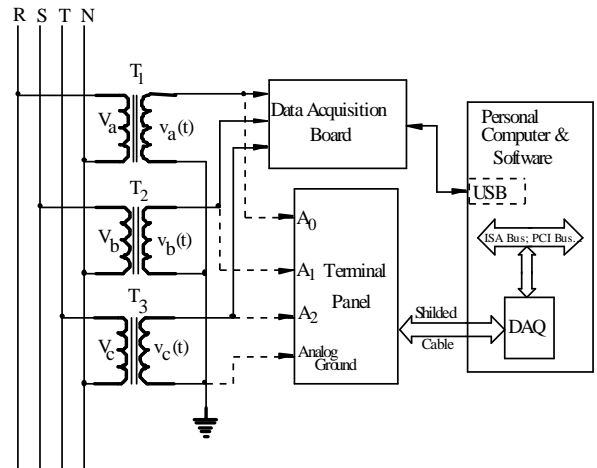 R S T N
T1
Va
va(t)
Data Acquisition
Board
Personal
Computer &
Software
USB
T2
Vb
vb(t)
A0
A1
Terminal
Panel
A2
Analog
Ground
ISA Bus; PCI Bus...
T3
Vc
vc(t)
Shilded
Cable
DAQ